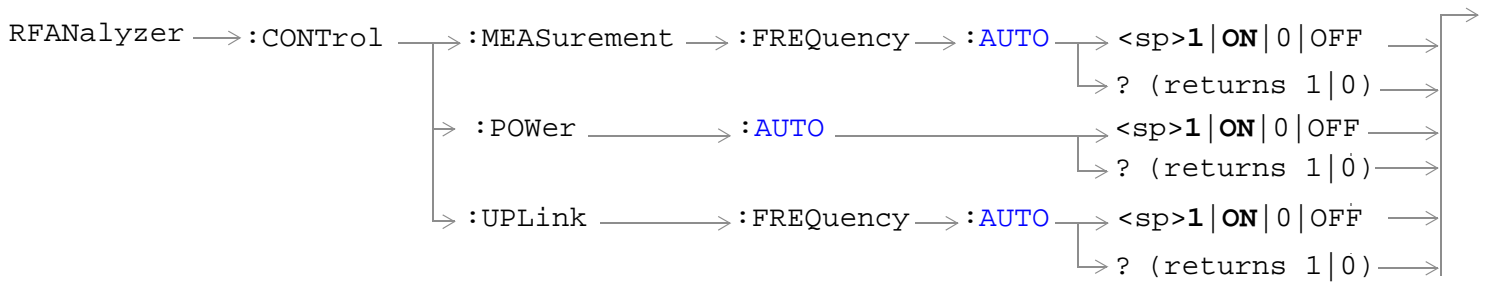 RFANalyzer :CONTrol :MEASurement :FREQuency :AUTO <sp>1|ON|0|OFF
? (returns 1|0)
:POWer :AUTO <sp>1|ON|0|OFF
? (returns 1|0)
:UPLink :FREQuency :AUTO <sp>1|ON|0|OFF
? (returns 1|0)